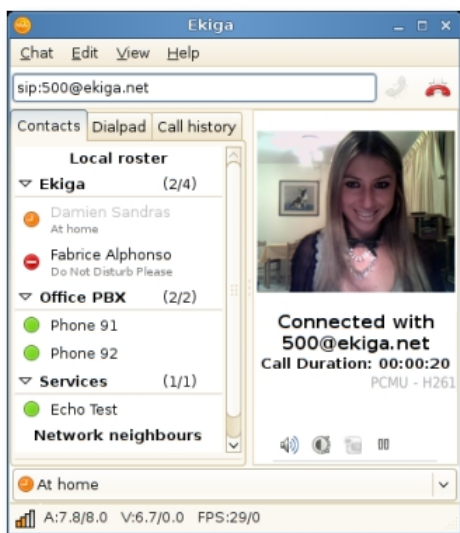 Ekiga
Chat Edit View Help
sip:500@ekiga.net
Contacts Dialpad Call history
Local roster
Ekiga (2/4)
Damien Sandras
At home
Fabrice Alphonso
Do Not Disturb Please
Office PBX (2/2)
Phone 91
Phone 92
Services (1/1)
Echo Test
Network neighbours
Connected with
500@ekiga.net
Call Duration: 00:00:20
PCMU - H261
At home
A:7.8/8.0 V:6.7/0.0 FPS:29/0